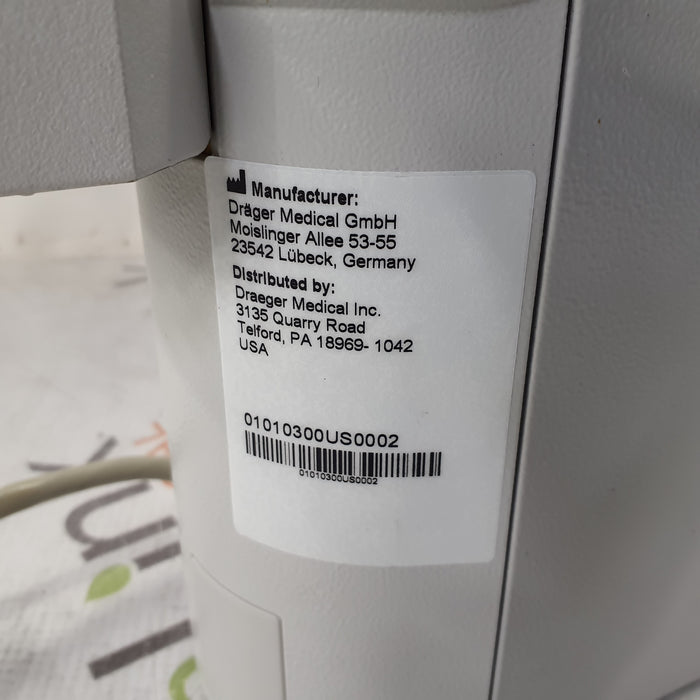 Manufacturer:
Dräger Medical GmbH
Moislinger Allee 53-55
23542 Lübeck, Germany
Distributed by:
Draeger Medical Inc.
3135 Quarry Road
Telford, PA 18969- 1042
USA
01010300US0002
01010300US0002